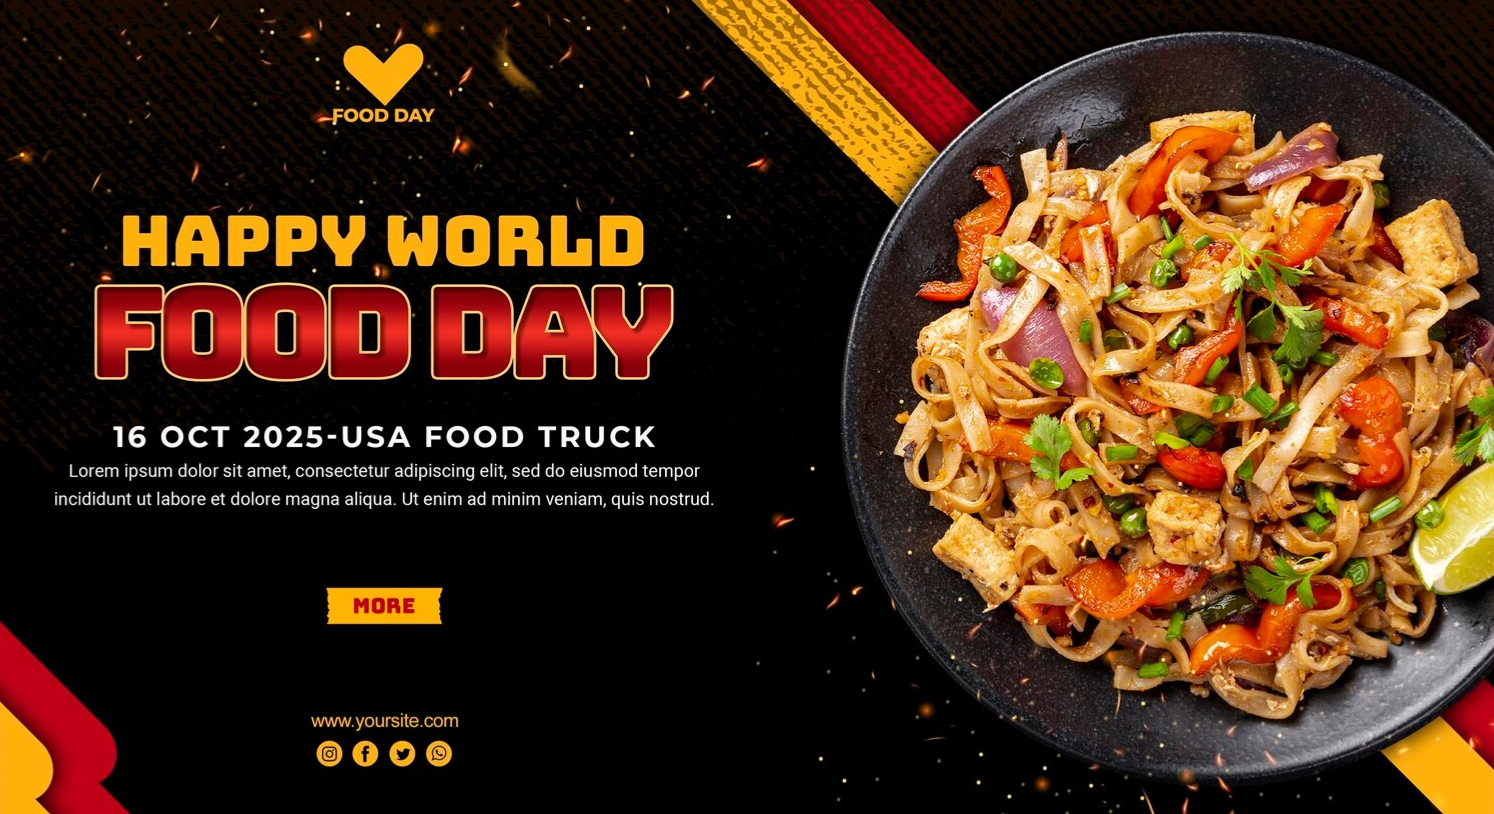 FOOD DAY
HAPPY WORLD
FOOD DAY
16 OCT 2025-USA FOOD TRUCK
Lorem ipsum dolor sit amet, consectetur adipiscing elit, sed do eiusmod tempor
incididunt ut labore et dolore magna aliqua. Ut enim ad minim veniam, quis nostrud.
MORE
www.yoursite.com